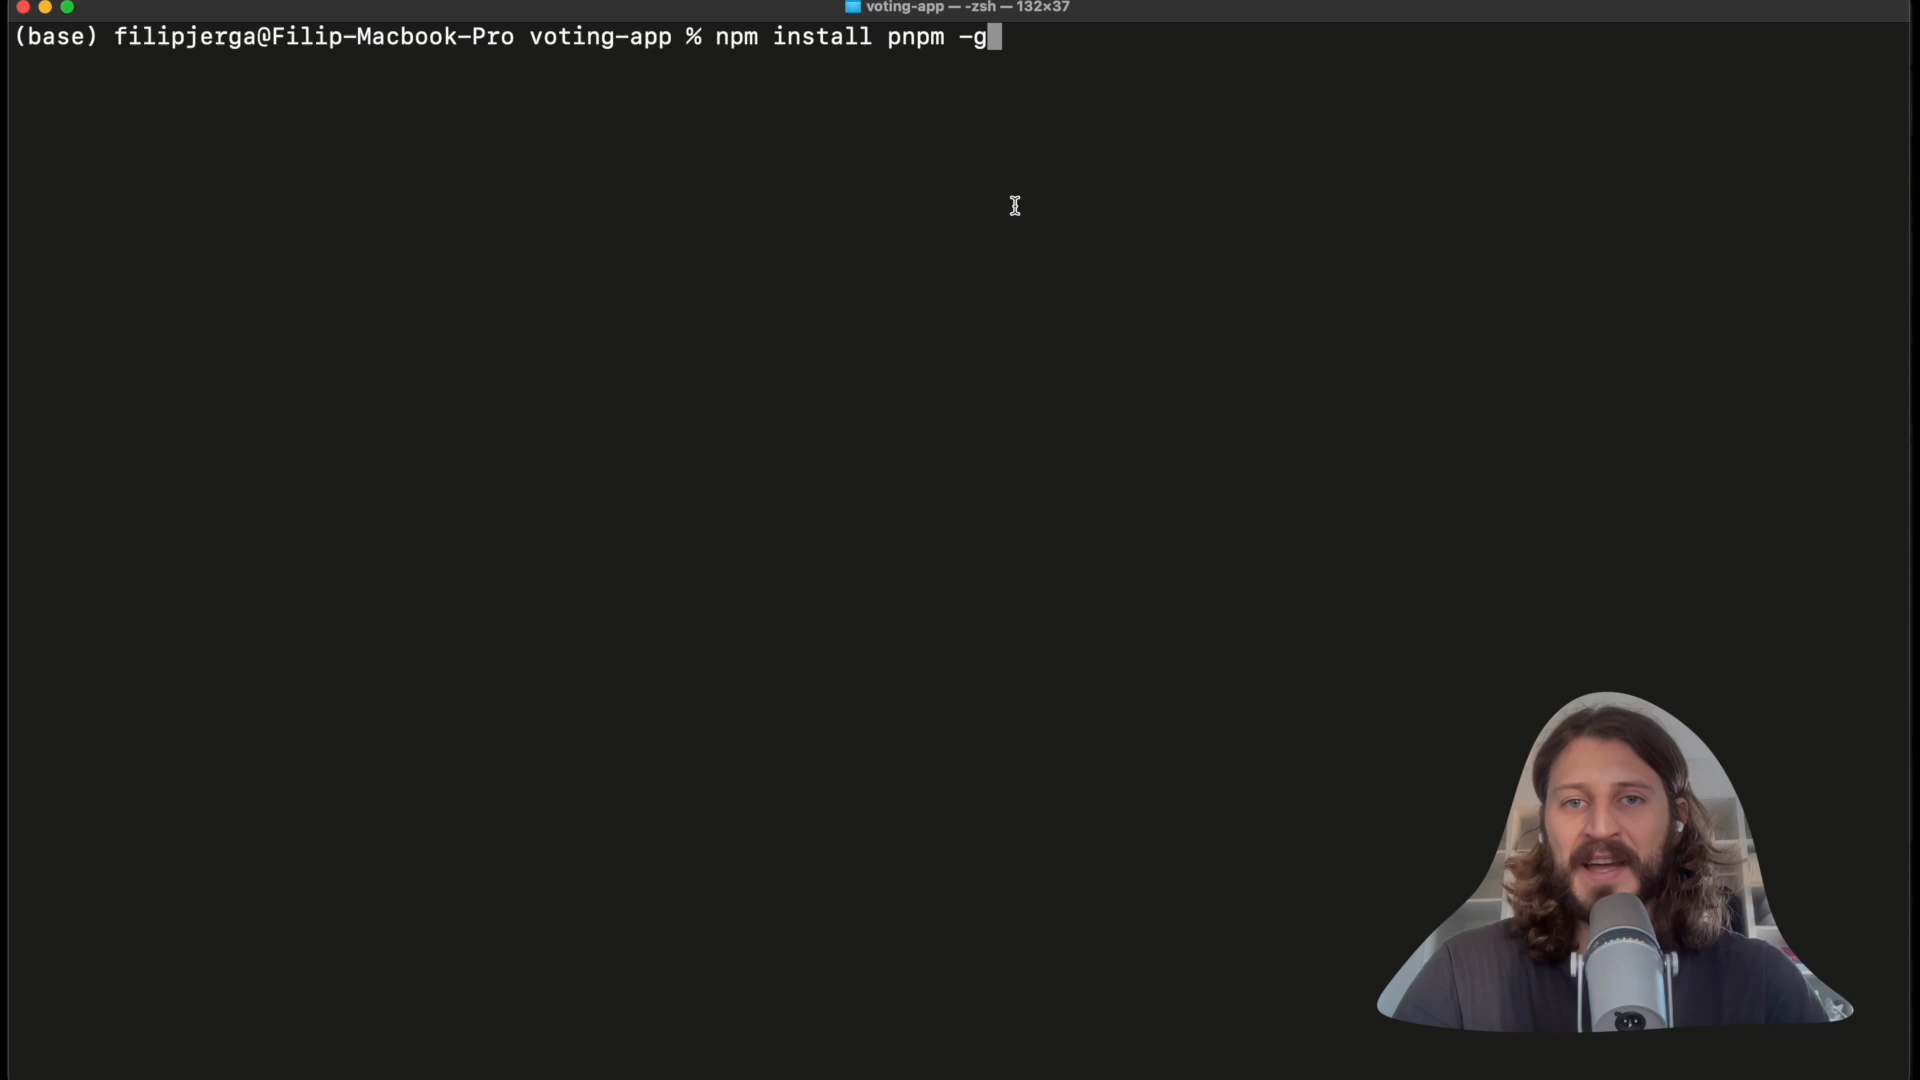 voting-app — -zsh — 132×37
(base) filipjerga@Filip-Macbook-Pro voting-app % npm install pnpm -g